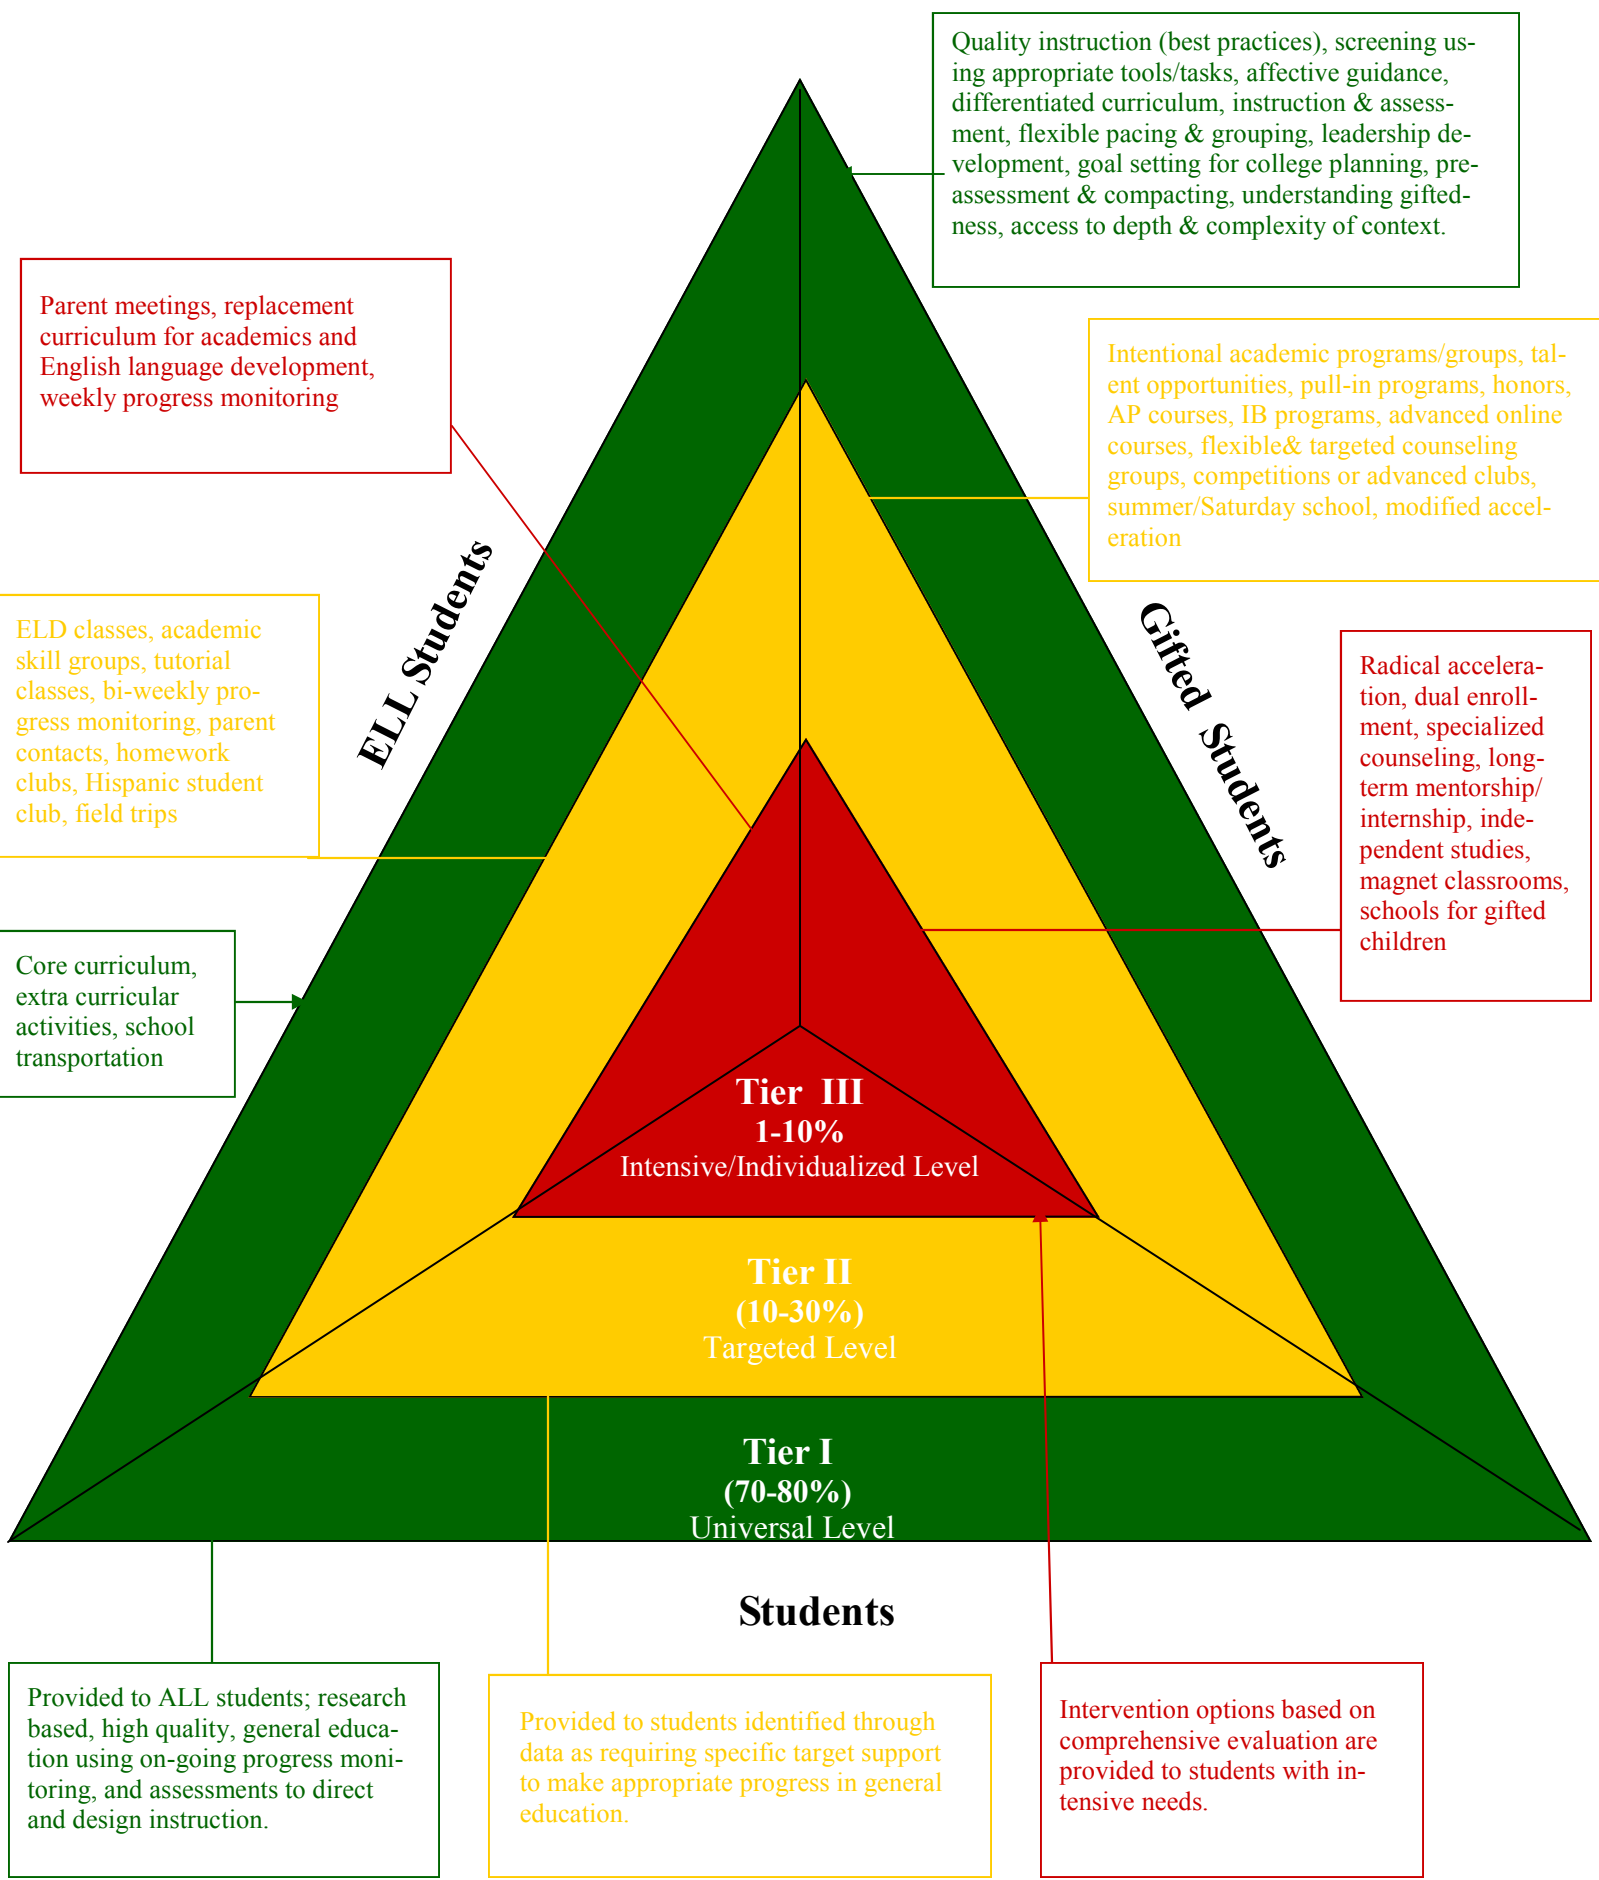 Quality instruction (best practices), screening us-
ing appropriate tools/tasks, affective guidance,
differentiated curriculum, instruction & assess-
ment, flexible pacing & grouping, leadership de-
velopment, goal setting for college planning, pre-
assessment & compacting, understanding gifted-
ness, access to depth & complexity of context.
Parent meetings, replacement
curriculum for academics and
English language development,
weekly progress monitoring
Intentional academic programs/groups, tal-
ent opportunities, pull-in programs, honors,
AP courses, IB programs, advanced online
courses, flexible& targeted counseling
groups, competitions or advanced clubs,
summer/Saturday school, modified accel-
eration
ELL Students
Gifted Students
ELD classes, academic
skill groups, tutorial
classes, bi-weekly pro-
gress monitoring, parent
contacts, homework
clubs, Hispanic student
club, field trips
Radical accelera-
tion, dual enroll-
ment, specialized
counseling, long-
term mentorship/
internship, inde-
pendent studies,
magnet classrooms,
schools for gifted
children
Core curriculum,
extra curricular
activities, school
transportation
Tier III
1-10%
Intensive/Individualized Level
Tier II
(10-30%)
Targeted Level
Tier I
(70-80%)
Universal Level
Students
Provided to ALL students; research
based, high quality, general educa-
tion using on-going progress moni-
toring, and assessments to direct
and design instruction.
Provided to students identified through
data as requiring specific target support
to make appropriate progress in general
education.
Intervention options based on
comprehensive evaluation are
provided to students with in-
tensive needs.